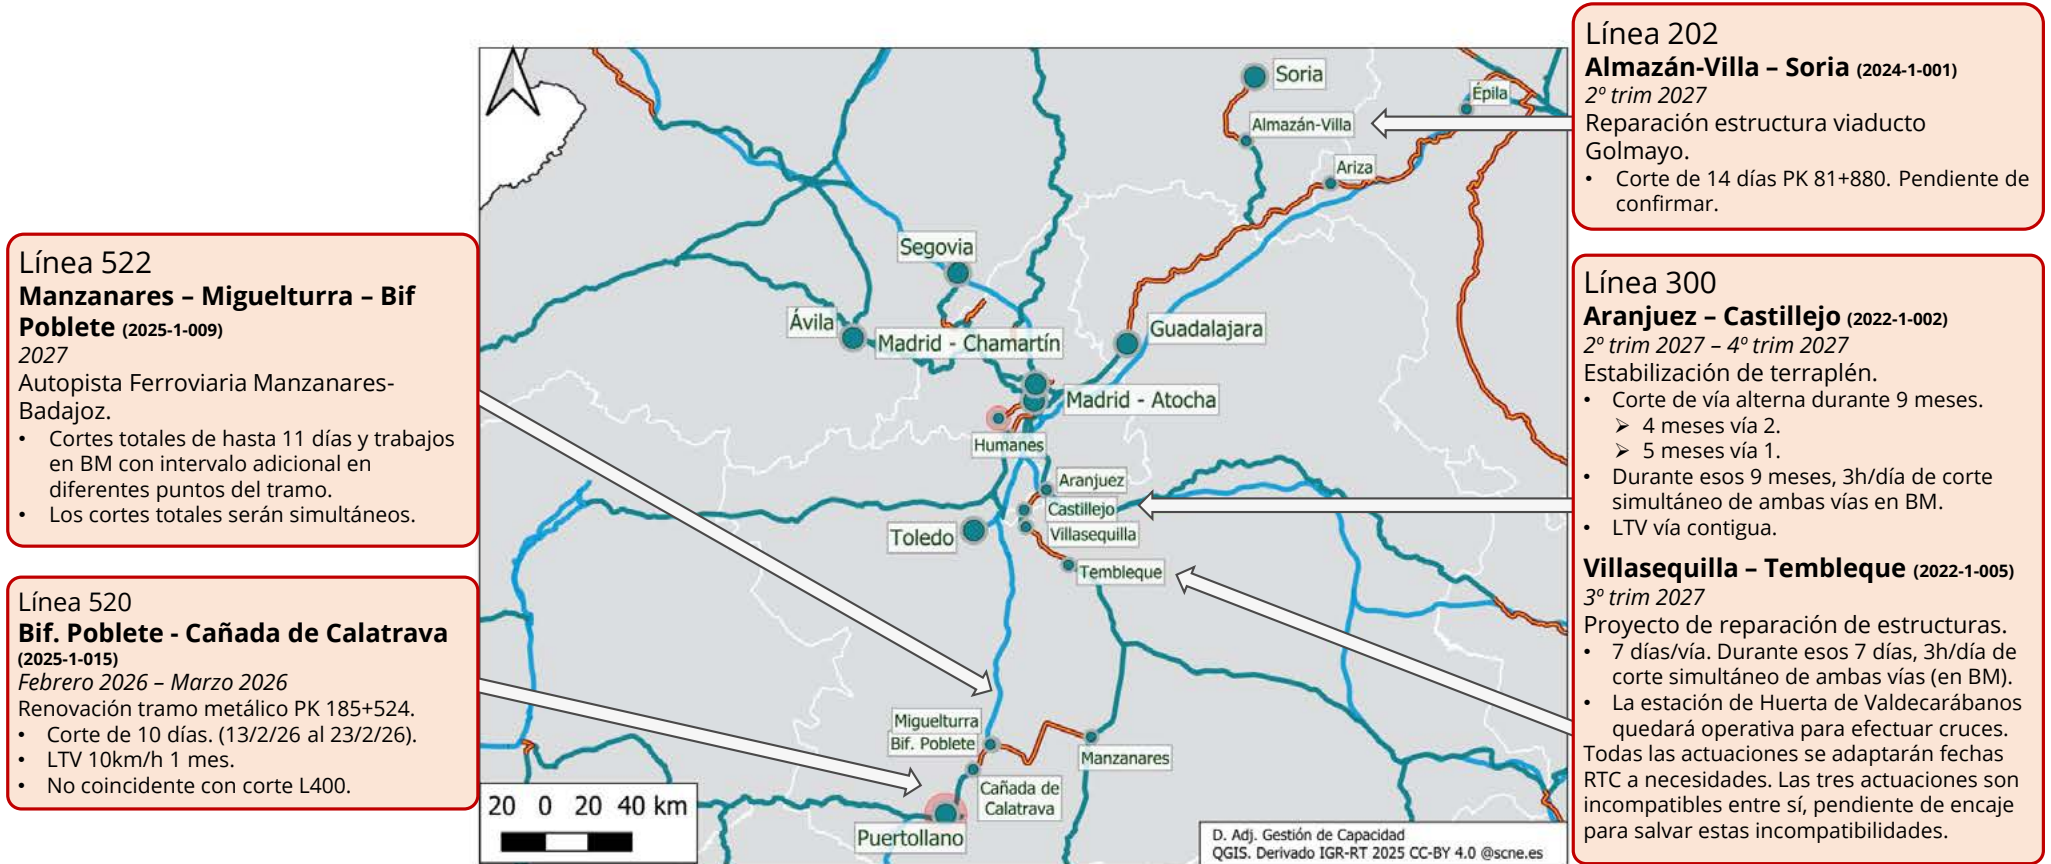 Línea 522
Manzanares – Miguelturra – Bif
Poblete (2025-1-009)
2027
Autopista Ferroviaria Manzanares-
Badajoz.
• Cortes totales de hasta 11 días y trabajos
en BM con intervalo adicional en
diferentes puntos del tramo.
• Los cortes totales serán simultáneos.
Línea 520
Bif. Poblete - Cañada de Calatrava
(2025-1-015)
Febrero 2026 – Marzo 2026
Renovación tramo metálico PK 185+524.
• Corte de 10 días. (13/2/26 al 23/2/26).
• LTV 10km/h 1 mes.
• No coincidente con corte L400.
Soria
Épila
Almazán-Villa
Ariza
Segovia
Ávila
Madrid - Chamartín
Guadalajara
Madrid - Atocha
Humanes
Aranjuez
Castillejo
Toledo
Villasequilla
Tembleque
Miguelturra
Bif. Poblete
Manzanares
Cañada de
Calatrava
Puertollano
20 0 20 40 km
D. Adj. Gestión de Capacidad
QGIS. Derivado IGR-RT 2025 CC-BY 4.0 @scne.es
Línea 202
Almazán-Villa – Soria (2024-1-001)
2º trim 2027
Reparación estructura viaducto
Golmayo.
• Corte de 14 días PK 81+880. Pendiente de
confirmar.
Línea 300
Aranjuez – Castillejo (2022-1-002)
2º trim 2027 – 4º trim 2027
Estabilización de terraplén.
• Corte de vía alterna durante 9 meses.
➢ 4 meses vía 2.
➢ 5 meses vía 1.
• Durante esos 9 meses, 3h/día de corte
simultáneo de ambas vías en BM.
• LTV vía contigua.
Villasequilla – Tembleque (2022-1-005)
3º trim 2027
Proyecto de reparación de estructuras.
• 7 días/vía. Durante esos 7 días, 3h/día de
corte simultáneo de ambas vías (en BM).
• La estación de Huerta de Valdecarábanos
quedará operativa para efectuar cruces.
Todas las actuaciones se adaptarán fechas
RTC a necesidades. Las tres actuaciones son
incompatibles entre sí, pendiente de encaje
para salvar estas incompatibilidades.